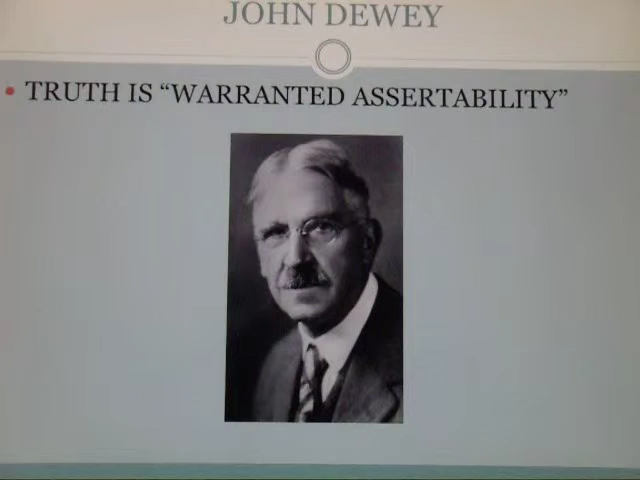 JOHN DEWEY
TRUTH IS “WARRANTED ASSERTABILITY”